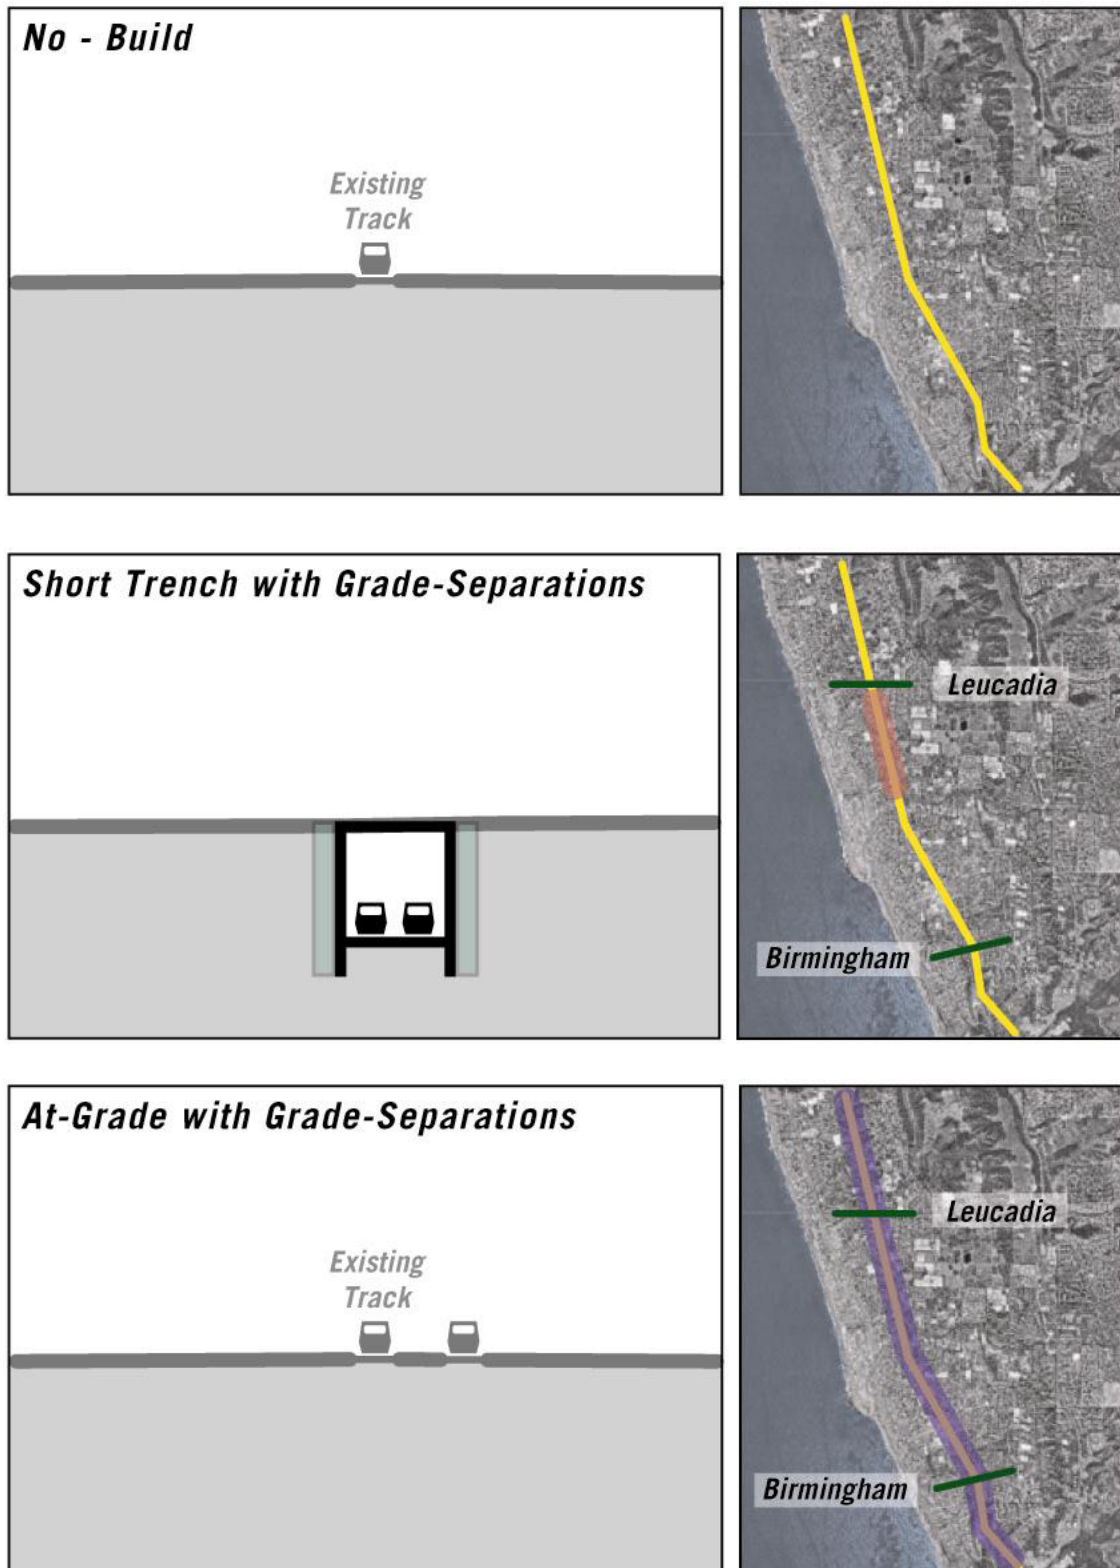 No - Build
Existing
Track
Short Trench with Grade-Separations
Leucadia
Birmingham
At-Grade with Grade-Separations
Existing
Track
Leucadia
Birmingham